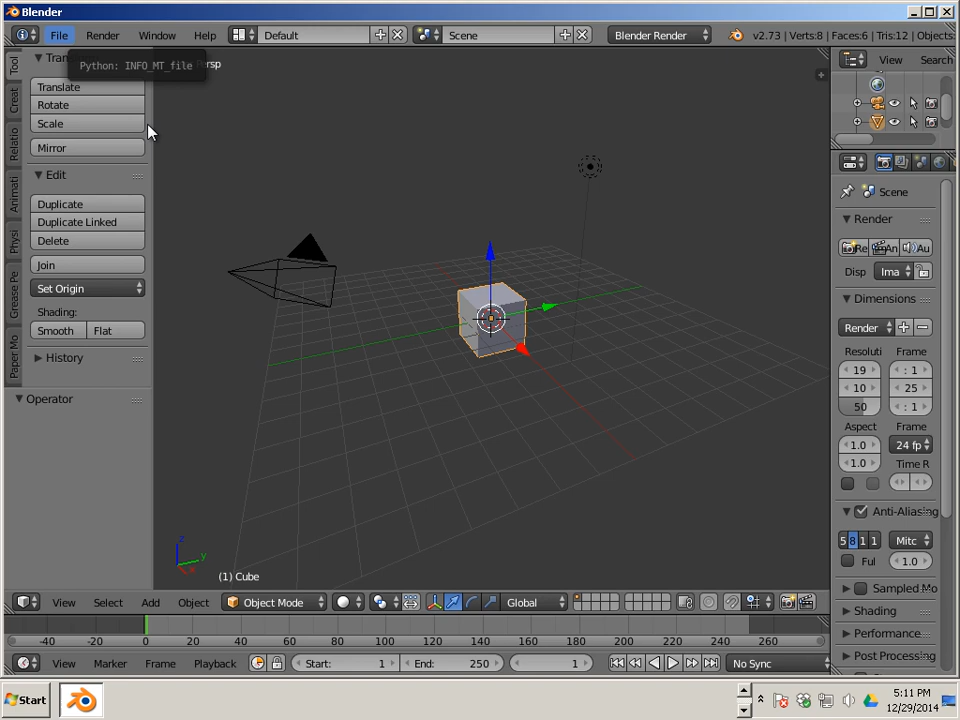 Blender
File Render Window Help Default Scene Blender Render v2.73 | Verts:8 | Faces:6 | Tris:12 | Objects:
Python: INFO_MT_file
Persp
View Search
Tool
Creat
Relatio
Animati
Physi
Grease Pe
Paper Mo
Tran
Translate
Rotate
Scale
Mirror
Edit
Duplicate
Duplicate Linked
Delete
Join
Set Origin
Shading:
Smooth Flat
History
Operator
z
y
(1) Cube
Scene
Render
Re An Au
Disp Ima
Dimensions
Render
Resoluti Frame
19 : 1
10 25
50 : 1
Aspect Frame
1.0 24 fp
1.0 Time R
Anti-Aliasing
5 8 1 1 Mitc
Ful 1.0
Sampled Mo
Shading
Performance
Post Processing
View Select Add Object Object Mode Global
-40 -20 0 20 40 60 80 100 120 140 160 180 200 220 240 260
View Marker Frame Playback Start: 1 End: 250 1 No Sync
Start
5:11 PM
12/29/2014